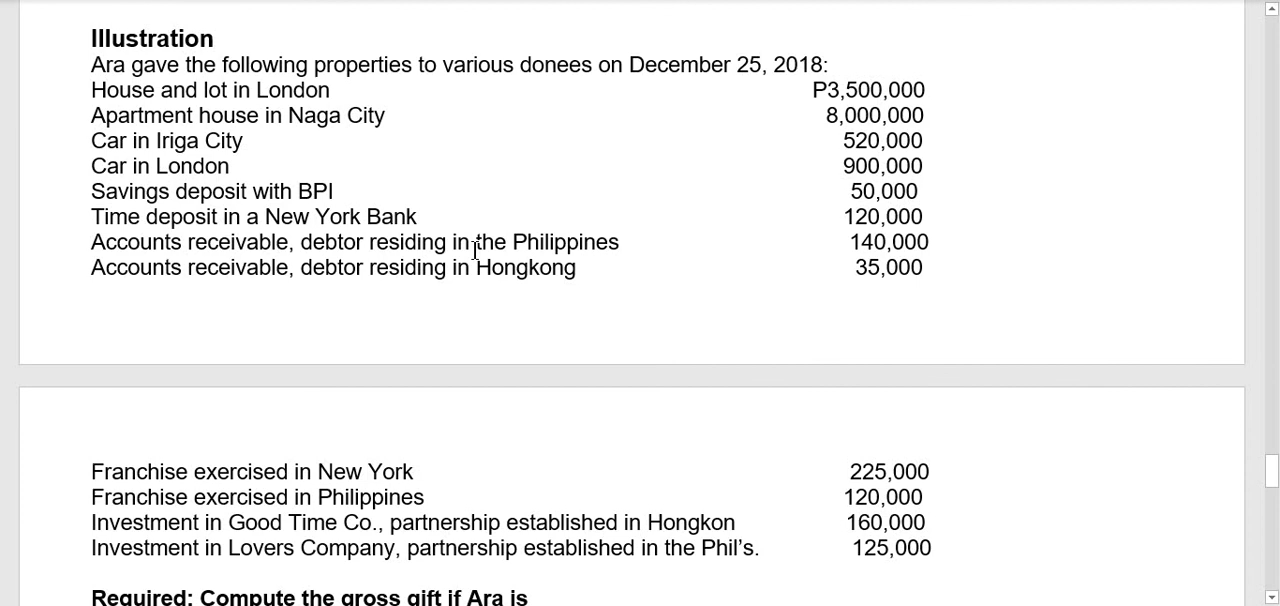 Illustration
Ara gave the following properties to various donees on December 25, 2018:
House and lot in London P3,500,000
Apartment house in Naga City 8,000,000
Car in Iriga City 520,000
Car in London 900,000
Savings deposit with BPI 50,000
Time deposit in a New York Bank 120,000
Accounts receivable, debtor residing in the Philippines 140,000
Accounts receivable, debtor residing in Hongkong 35,000
Franchise exercised in New York 225,000
Franchise exercised in Philippines 120,000
Investment in Good Time Co., partnership established in Hongkon 160,000
Investment in Lovers Company, partnership established in the Phil's. 125,000
Required: Compute the gross gift if Ara is